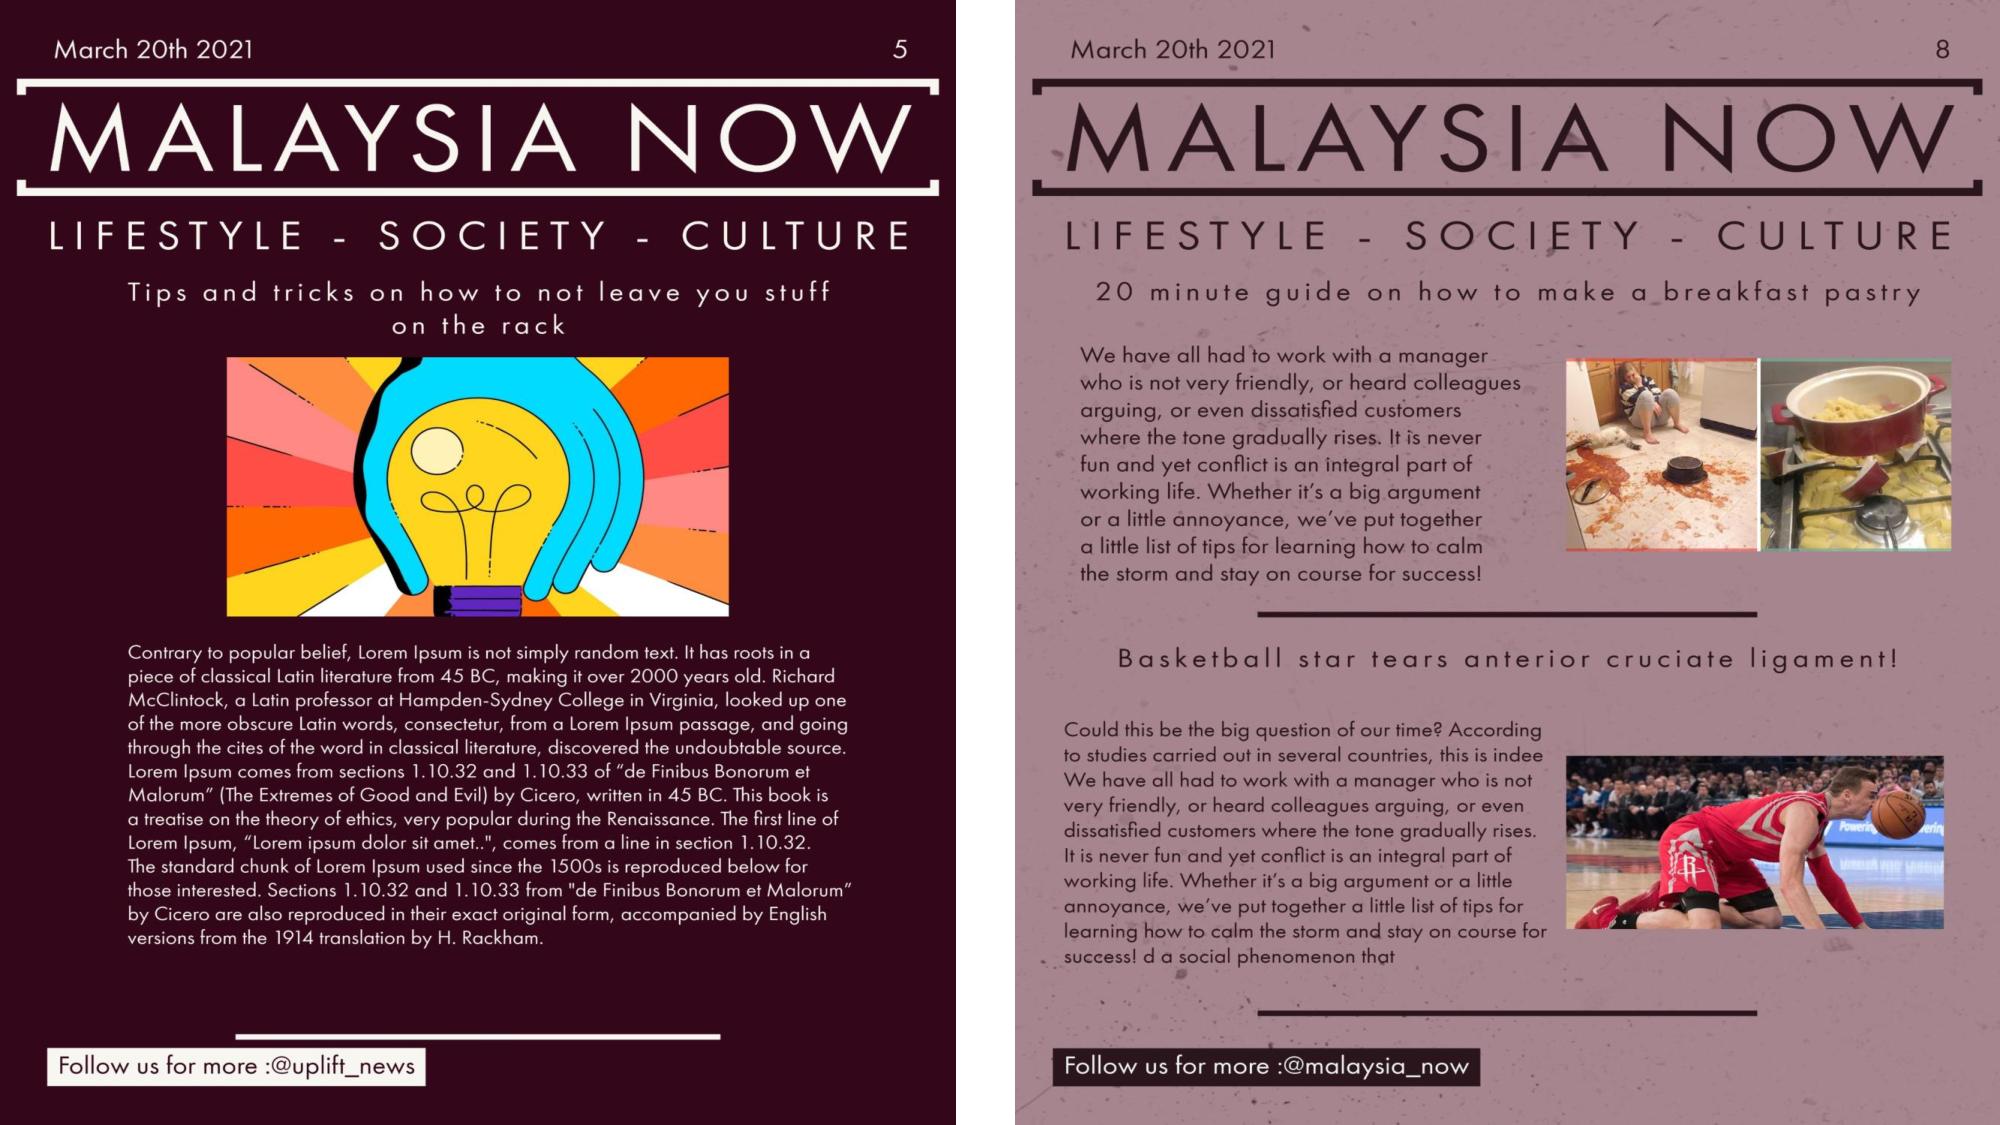 March 20th 2021
5
MALAYSIA NOW
LIFESTYLE - SOCIETY - CULTURE
Tips and tricks on how to not leave you stuff
on the rack
Contrary to popular belief, Lorem Ipsum is not simply random text. It has roots in a
piece of classical Latin literature from 45 BC, making it over 2000 years old. Richard
McClintock, a Latin professor at Hampden-Sydney College in Virginia, looked up one
of the more obscure Latin words, consectetur, from a Lorem Ipsum passage, and going
through the cites of the word in classical literature, discovered the undoubtable source.
Lorem Ipsum comes from sections 1.10.32 and 1.10.33 of “de Finibus Bonorum et
Malorum” (The Extremes of Good and Evil) by Cicero, written in 45 BC. This book is
a treatise on the theory of ethics, very popular during the Renaissance. The first line of
Lorem Ipsum, “Lorem ipsum dolor sit amet..", comes from a line in section 1.10.32.
The standard chunk of Lorem Ipsum used since the 1500s is reproduced below for
those interested. Sections 1.10.32 and 1.10.33 from "de Finibus Bonorum et Malorum”
by Cicero are also reproduced in their exact original form, accompanied by English
versions from the 1914 translation by H. Rackham.
Follow us for more :@uplift_news
March 20th 2021
8
MALAYSIA NOW
LIFESTYLE - SOCIETY - CULTURE
20 minute guide on how to make a breakfast pastry
We have all had to work with a manager
who is not very friendly, or heard colleagues
arguing, or even dissatisfied customers
where the tone gradually rises. It is never
fun and yet conflict is an integral part of
working life. Whether it’s a big argument
or a little annoyance, we’ve put together
a little list of tips for learning how to calm
the storm and stay on course for success!
Basketball star tears anterior cruciate ligament!
Could this be the big question of our time? According
to studies carried out in several countries, this is indee
We have all had to work with a manager who is not
very friendly, or heard colleagues arguing, or even
dissatisfied customers where the tone gradually rises.
It is never fun and yet conflict is an integral part of
working life. Whether it’s a big argument or a little
annoyance, we’ve put together a little list of tips for
learning how to calm the storm and stay on course for
success! d a social phenomenon that
Powering
Follow us for more :@malaysia_now